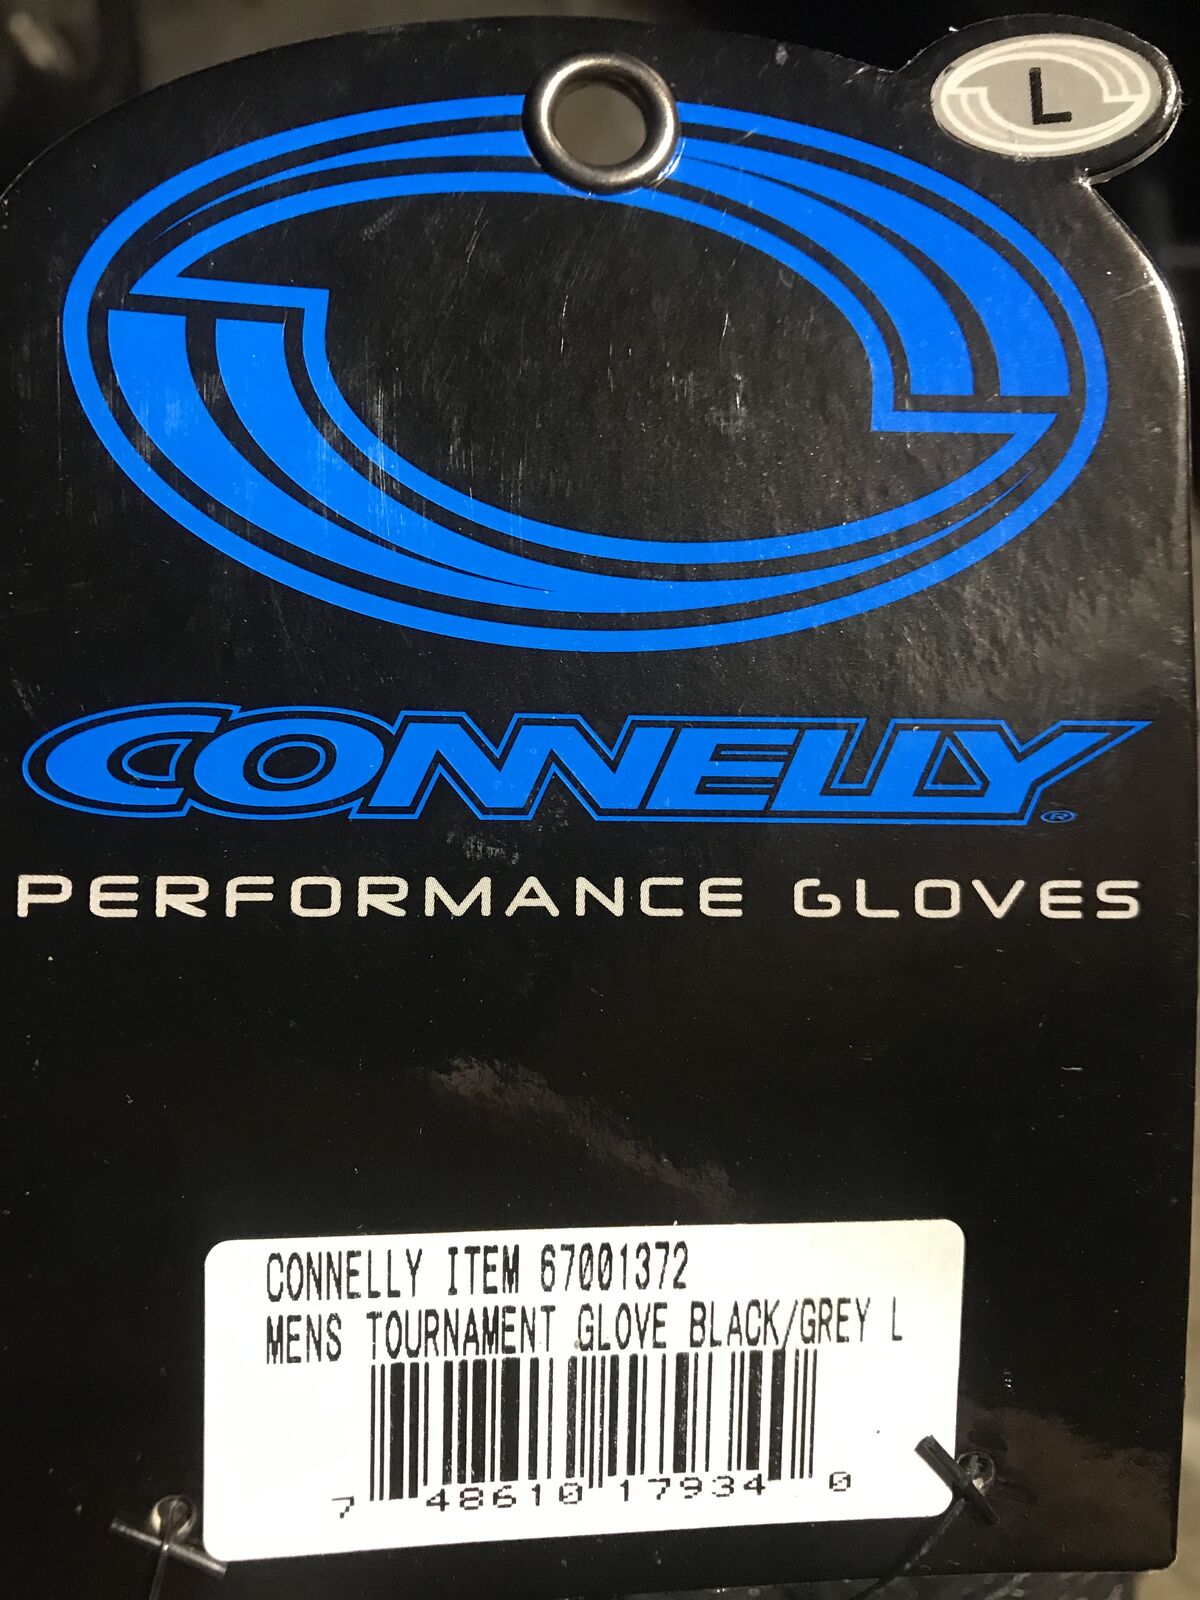 L
CONNELLY®
PERFORMANCE GLOVES
CONNELLY ITEM 67001372
MENS TOURNAMENT GLOVE BLACK/GREY L
7 48610 17934 0